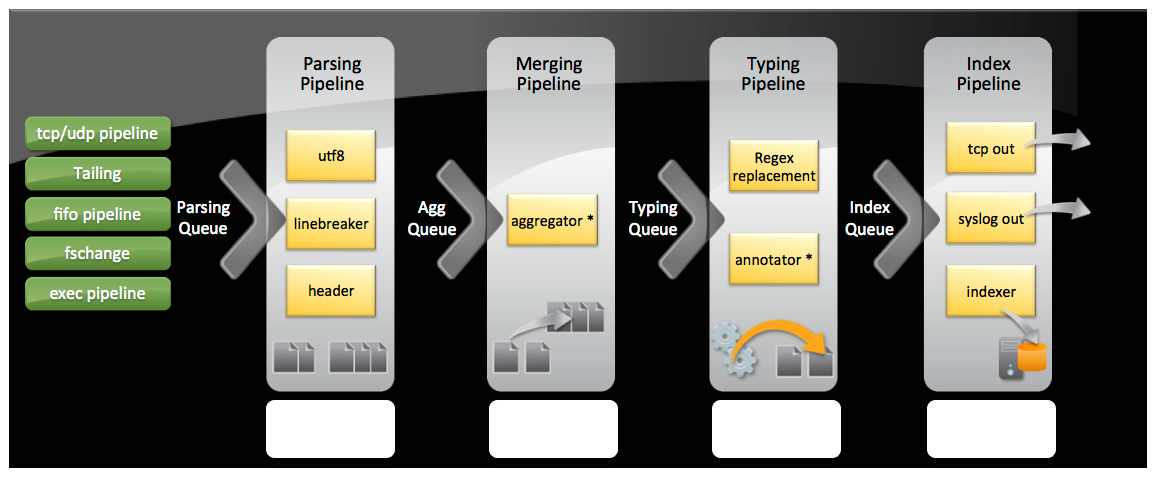 Parsing
Pipeline
Merging
Pipeline
Typing
Pipeline
Index
Pipeline
tcp/udp pipeline
Tailing
fifo pipeline
fschange
exec pipeline
Parsing
Queue
utf8
linebreaker
header
Agg
Queue
aggregator *
Typing
Queue
Regex
replacement
annotator *
Index
Queue
tcp out
syslog out
indexer